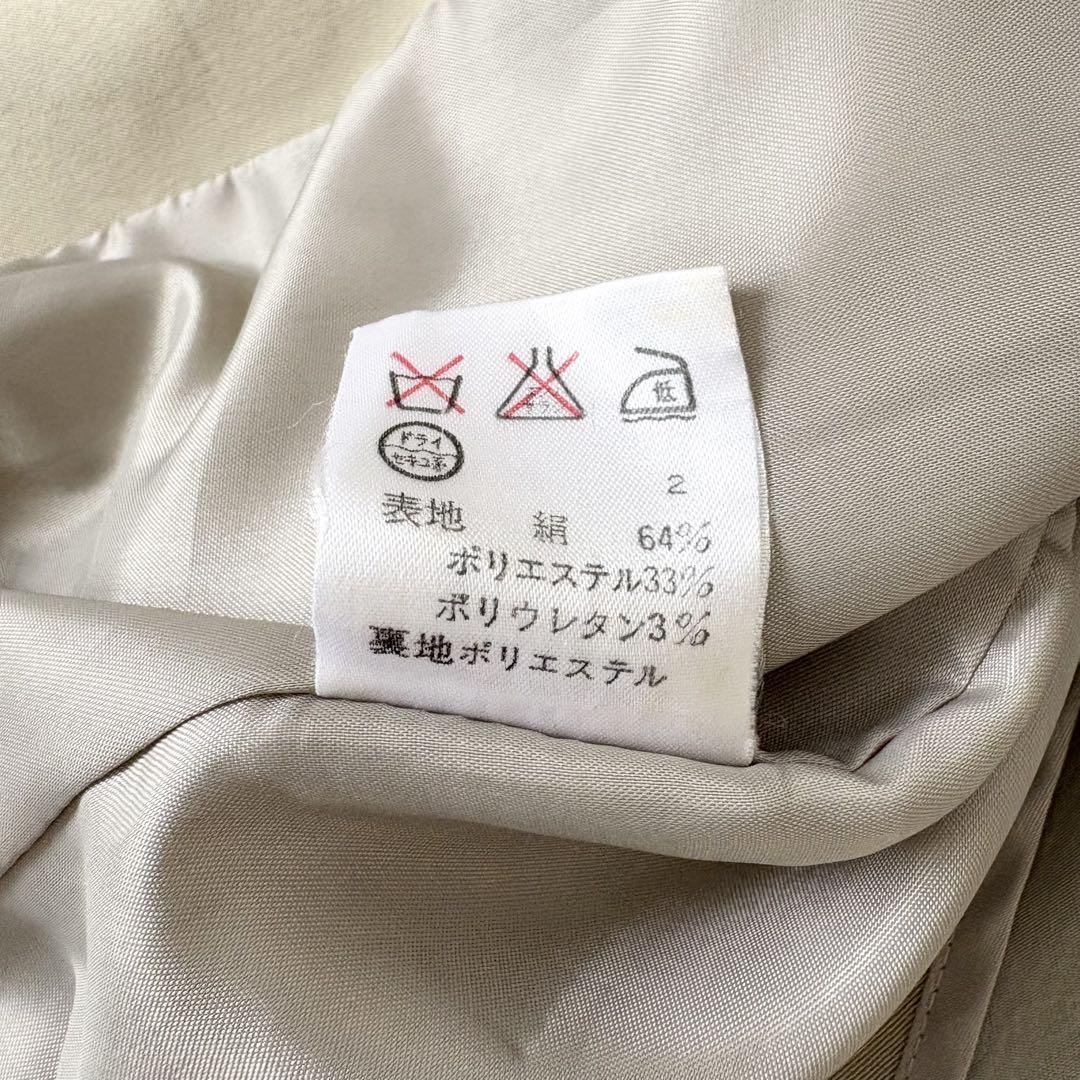 低
ドライ
セキユ系
2
表地 絹 64%
ポリエステル33%
ポリウレタン3%
裏地ポリエステル